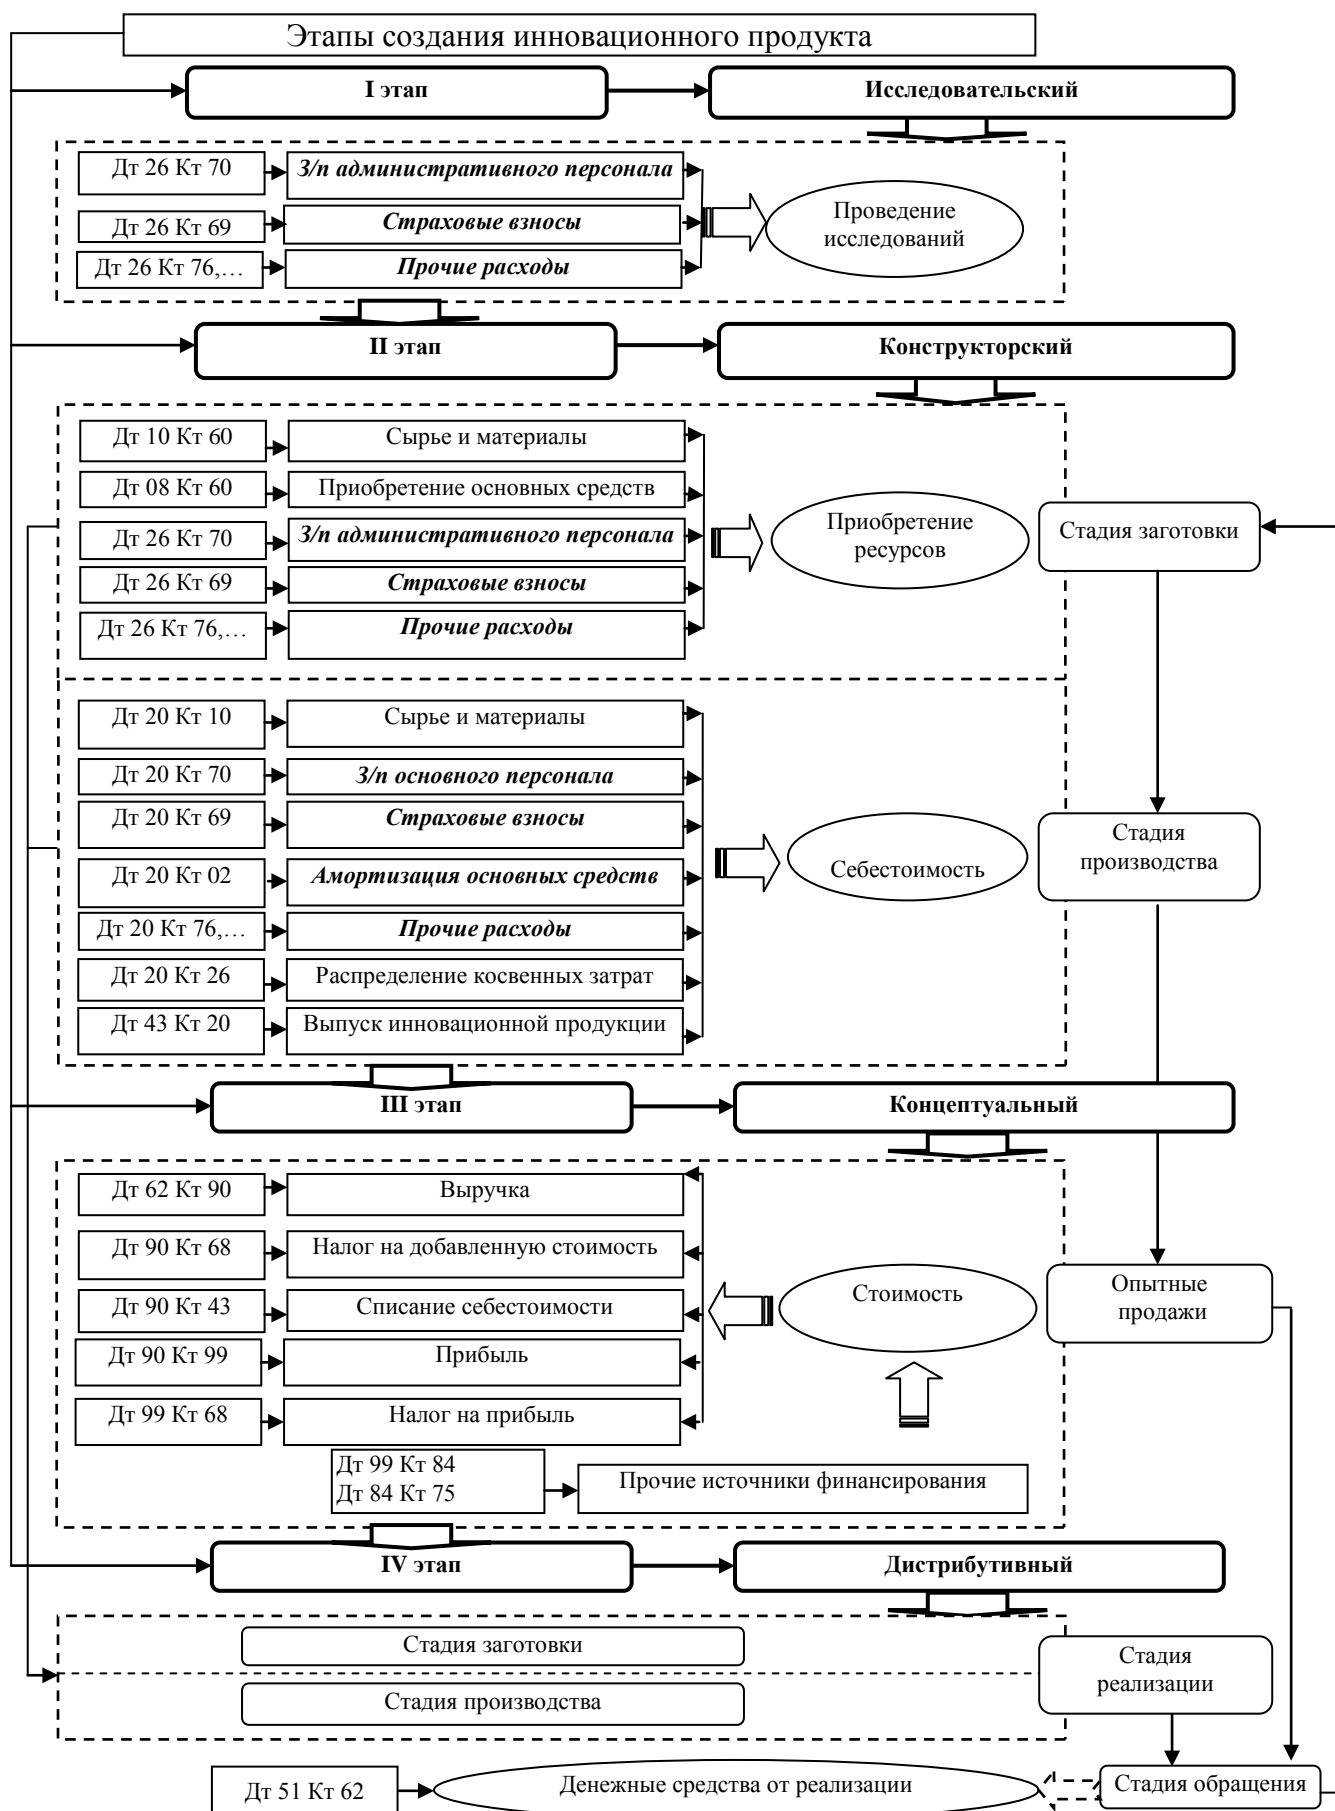 Этапы создания инновационного продукта
I этап
Исследовательский
Дт 26 Кт 70
З/п административного персонала
Дт 26 Кт 69
Страховые взносы
Дт 26 Кт 76,…
Прочие расходы
Проведение
исследований
II этап
Конструкторский
Дт 10 Кт 60
Сырье и материалы
Дт 08 Кт 60
Приобретение основных средств
Дт 26 Кт 70
З/п административного персонала
Дт 26 Кт 69
Страховые взносы
Дт 26 Кт 76,…
Прочие расходы
Приобретение
ресурсов
Стадия заготовки
Дт 20 Кт 10
Сырье и материалы
Дт 20 Кт 70
З/п основного персонала
Дт 20 Кт 69
Страховые взносы
Дт 20 Кт 02
Амортизация основных средств
Дт 20 Кт 76,…
Прочие расходы
Дт 20 Кт 26
Распределение косвенных затрат
Дт 43 Кт 20
Выпуск инновационной продукции
Себестоимость
Стадия
производства
III этап
Концептуальный
Дт 62 Кт 90
Выручка
Дт 90 Кт 68
Налог на добавленную стоимость
Дт 90 Кт 43
Списание себестоимости
Дт 90 Кт 99
Прибыль
Дт 99 Кт 68
Налог на прибыль
Стоимость
Опытные
продажи
Дт 99 Кт 84
Дт 84 Кт 75
Прочие источники финансирования
IV этап
Дистрибутивный
Стадия заготовки
Стадия производства
Стадия
реализации
Дт 51 Кт 62
Денежные средства от реализации
Стадия обращения